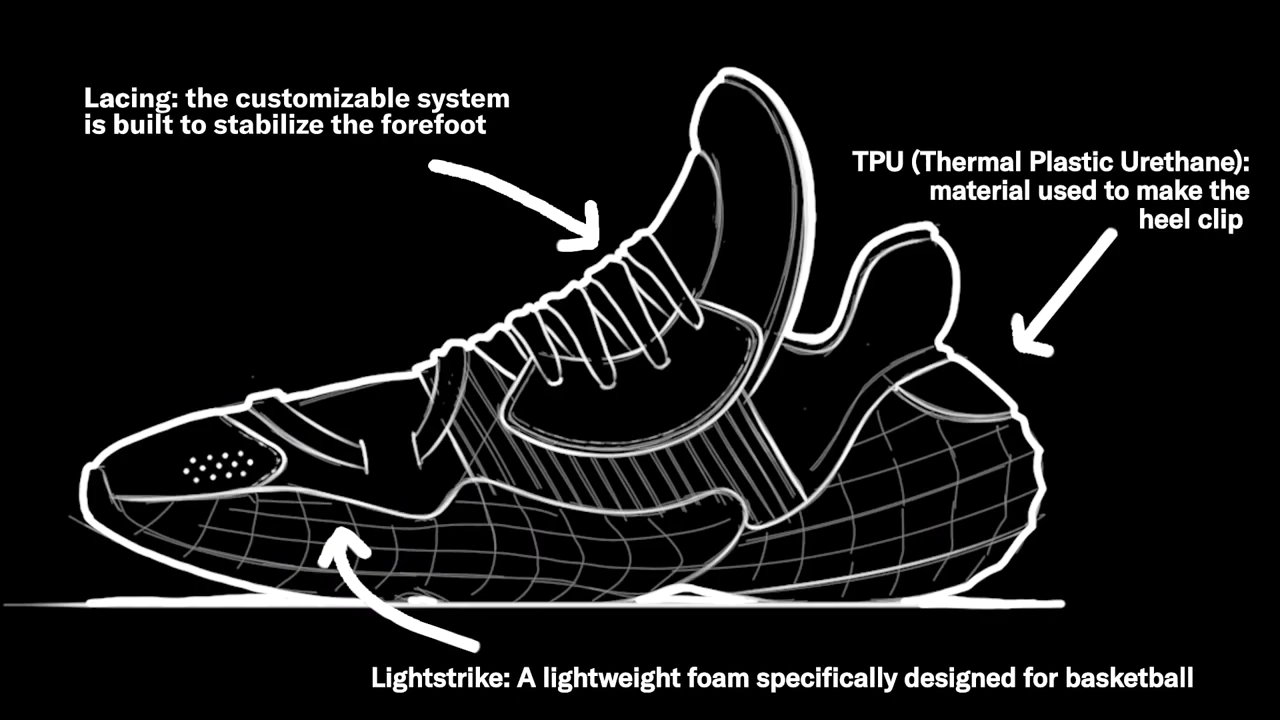 Lacing: the customizable system
is built to stabilize the forefoot
TPU (Thermal Plastic Urethane):
material used to make the
heel clip
Lightstrike: A lightweight foam specifically designed for basketball